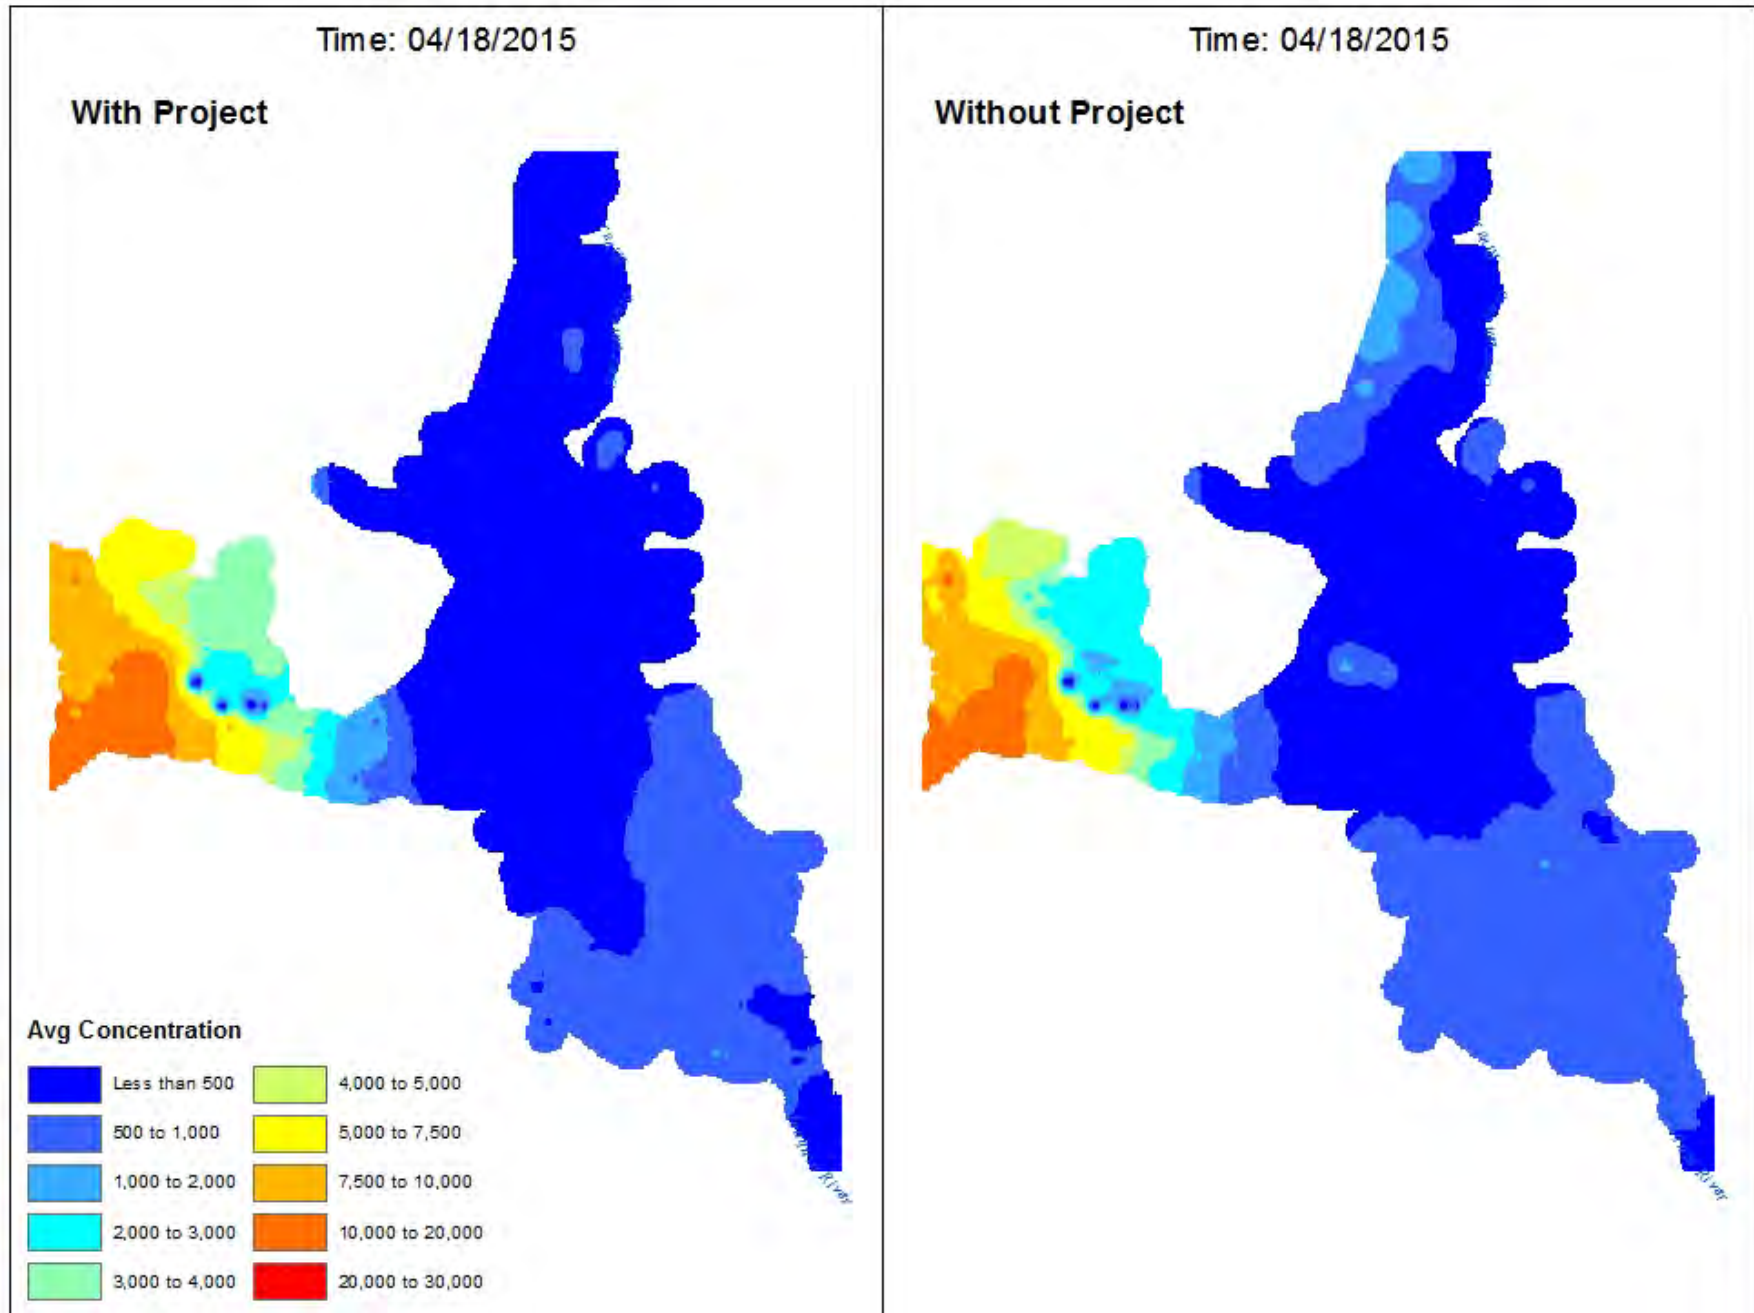 Time: 04/18/2015
With Project
Time: 04/18/2015
Without Project
Avg Concentration
Less than 500
500 to 1,000
1,000 to 2,000
2,000 to 3,000
3,000 to 4,000
4,000 to 5,000
5,000 to 7,500
7,500 to 10,000
10,000 to 20,000
20,000 to 30,000
River
River